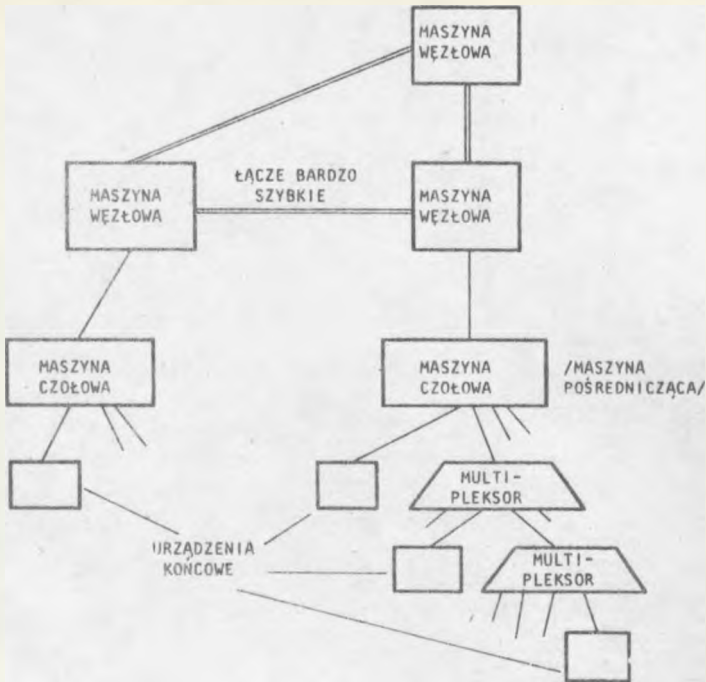 MASZYNA
WĘZŁOWA
ŁĄCZE BARDZO
SZYBKIE
MASZYNA
WĘZŁOWA
MASZYNA
WĘZŁOWA
MASZYNA
CZOŁOWA
MASZYNA
CZOŁOWA
/MASZYNA
POŚREDNICZĄCA/
MULTI-
PLEKSOR
URZĄDZENIA
KOŃCOWE
MULTI-
PLEKSOR